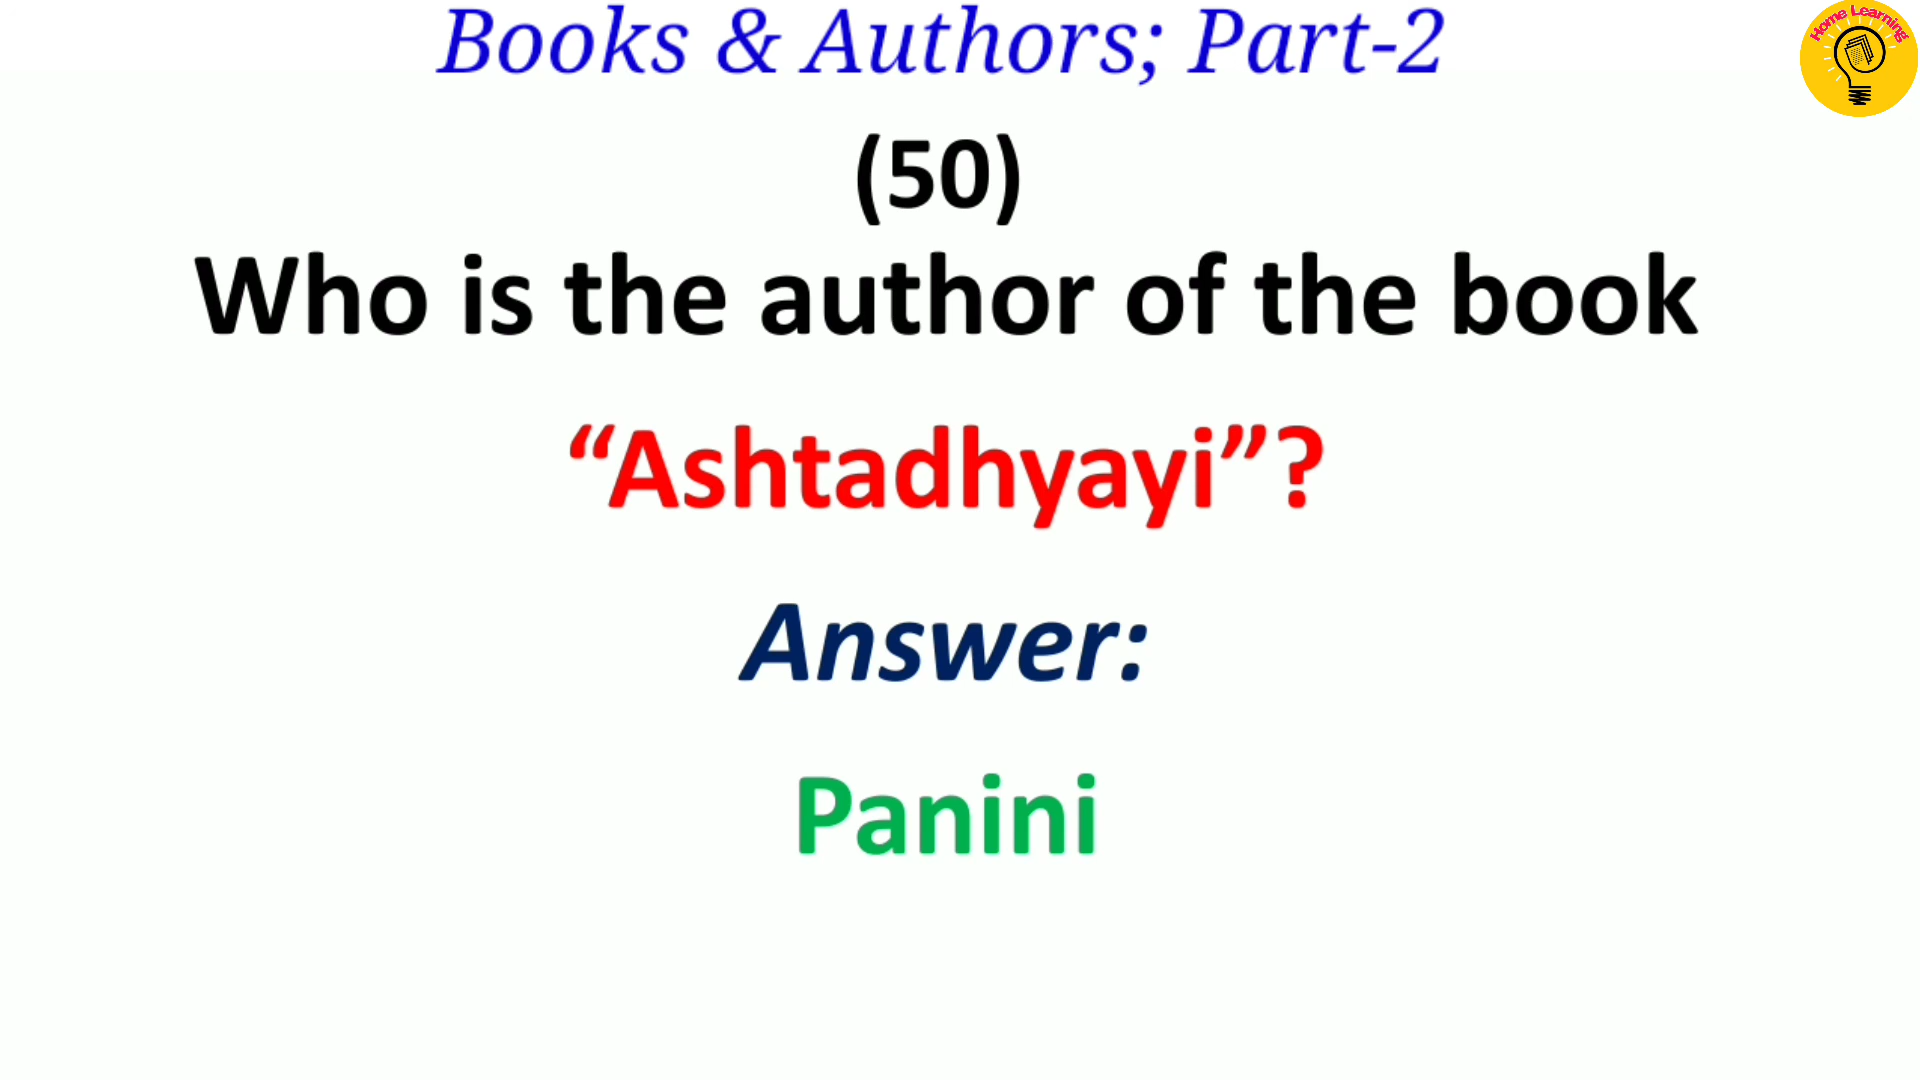 Books & Authors; Part-2
Home Learning
(50)
Who is the author of the book
“Ashtadhyayi”?
Answer:
Panini